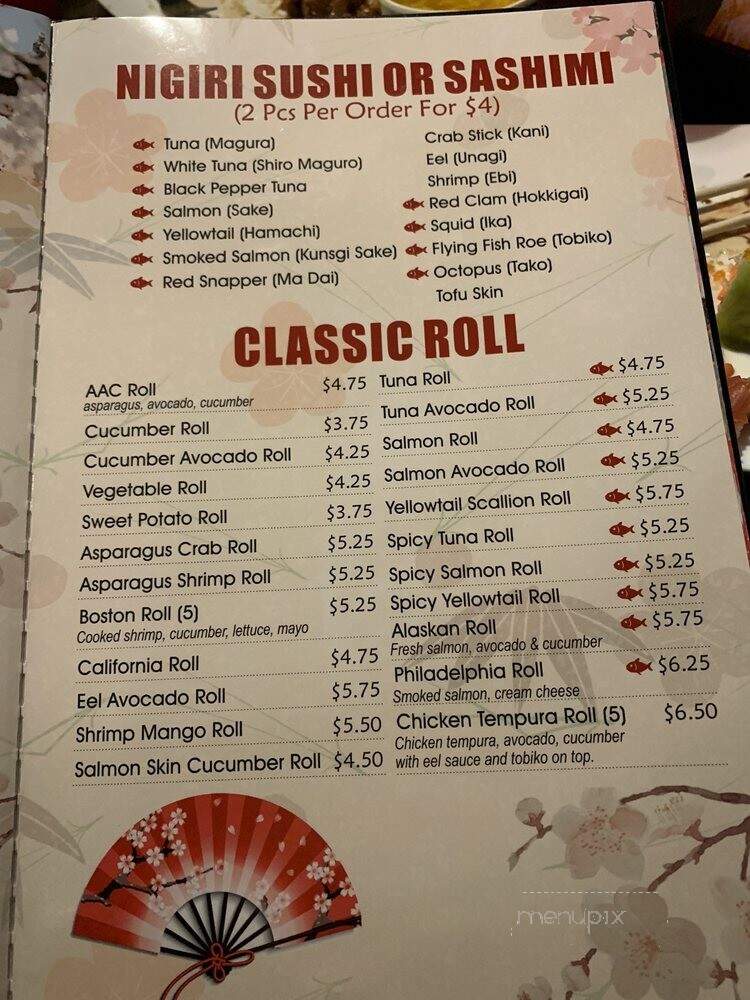 NIGIRI SUSHI OR SASHIMI
(2 Pcs Per Order For $4)
Tuna (Magura)
White Tuna (Shiro Maguro)
Black Pepper Tuna
Salmon (Sake)
Yellowtail (Hamachi)
Smoked Salmon (Kunsgi Sake)
Red Snapper (Ma Dai)
Crab Stick (Kani)
Eel (Unagi)
Shrimp (Ebi)
Red Clam (Hokkigai)
Squid (Ika)
Flying Fish Roe (Tobiko)
Octopus (Tako)
Tofu Skin
CLASSIC ROLL
AAC Roll $4.75
asparagus, avocado, cucumber
Cucumber Roll $3.75
Cucumber Avocado Roll $4.25
Vegetable Roll $4.25
Sweet Potato Roll $3.75
Asparagus Crab Roll $5.25
Asparagus Shrimp Roll $5.25
Boston Roll (5) $5.25
Cooked shrimp, cucumber, lettuce, mayo
California Roll $4.75
Eel Avocado Roll $5.75
Shrimp Mango Roll $5.50
Salmon Skin Cucumber Roll $4.50
Tuna Roll $4.75
Tuna Avocado Roll $5.25
Salmon Roll $4.75
Salmon Avocado Roll $5.25
Yellowtail Scallion Roll $5.75
Spicy Tuna Roll $5.25
Spicy Salmon Roll $5.25
Spicy Yellowtail Roll $5.75
Alaskan Roll $5.75
Fresh salmon, avocado & cucumber
Philadelphia Roll $6.25
Smoked salmon, cream cheese
Chicken Tempura Roll (5) $6.50
Chicken tempura, avocado, cucumber
with eel sauce and tobiko on top.
menupix